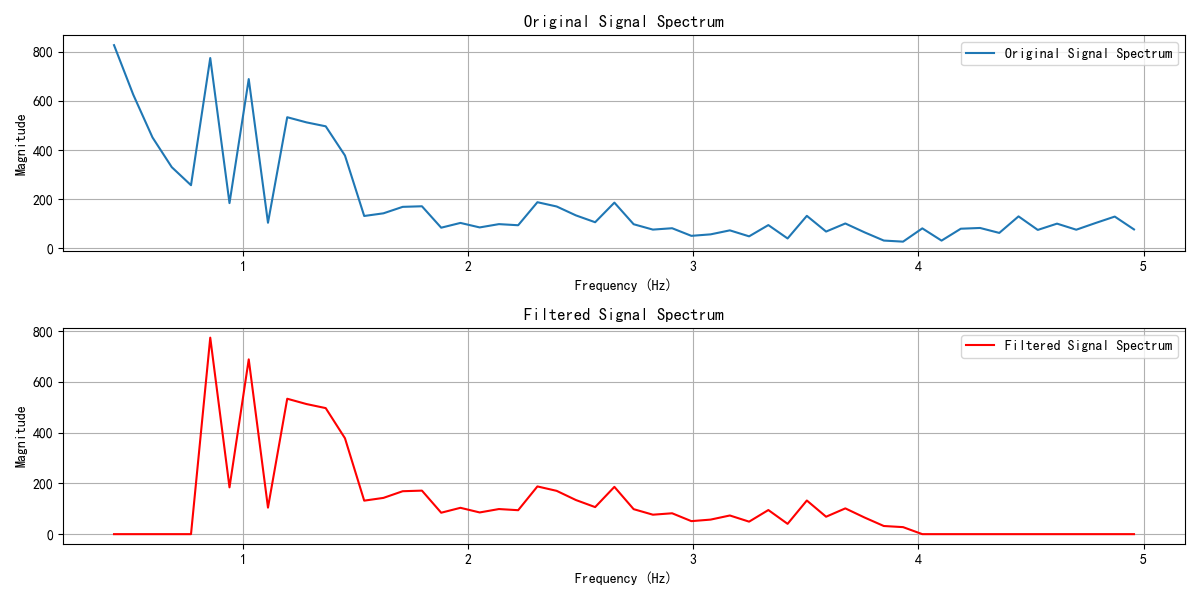 Original Signal Spectrum
800
600
400
200
0
Magnitude
Original Signal Spectrum
1
2
3
4
5
Frequency (Hz)
Filtered Signal Spectrum
800
600
400
200
0
Magnitude
Filtered Signal Spectrum
1
2
3
4
5
Frequency (Hz)